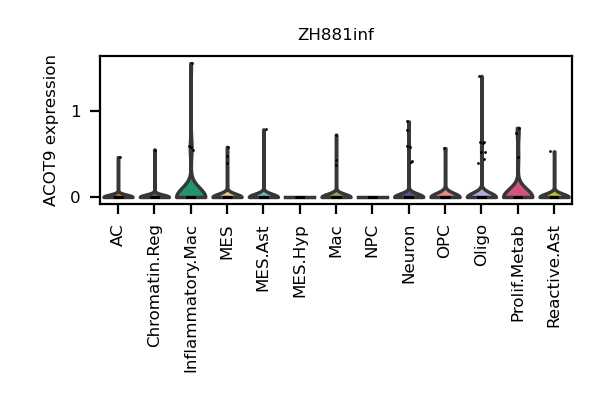 ZH881inf
ACOT9 expression
1
0
AC
Chromatin.Reg
Inflammatory.Mac
MES
MES.Ast
MES.Hyp
Mac
NPC
Neuron
OPC
Oligo
Prolif.Metab
Reactive.Ast